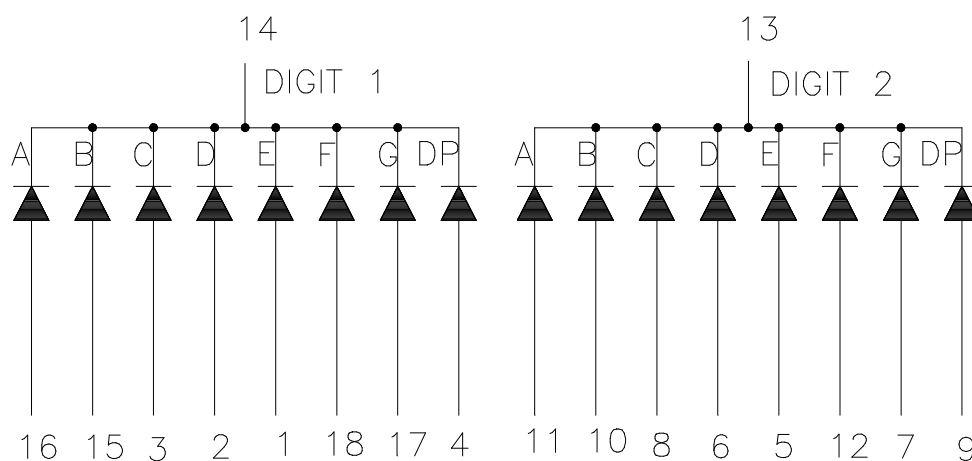 14 13
DIGIT 1 DIGIT 2
A B C D E F G DP A B C D E F G DP
16 15 3 2 1 18 17 4 11 10 8 6 5 12 7 9